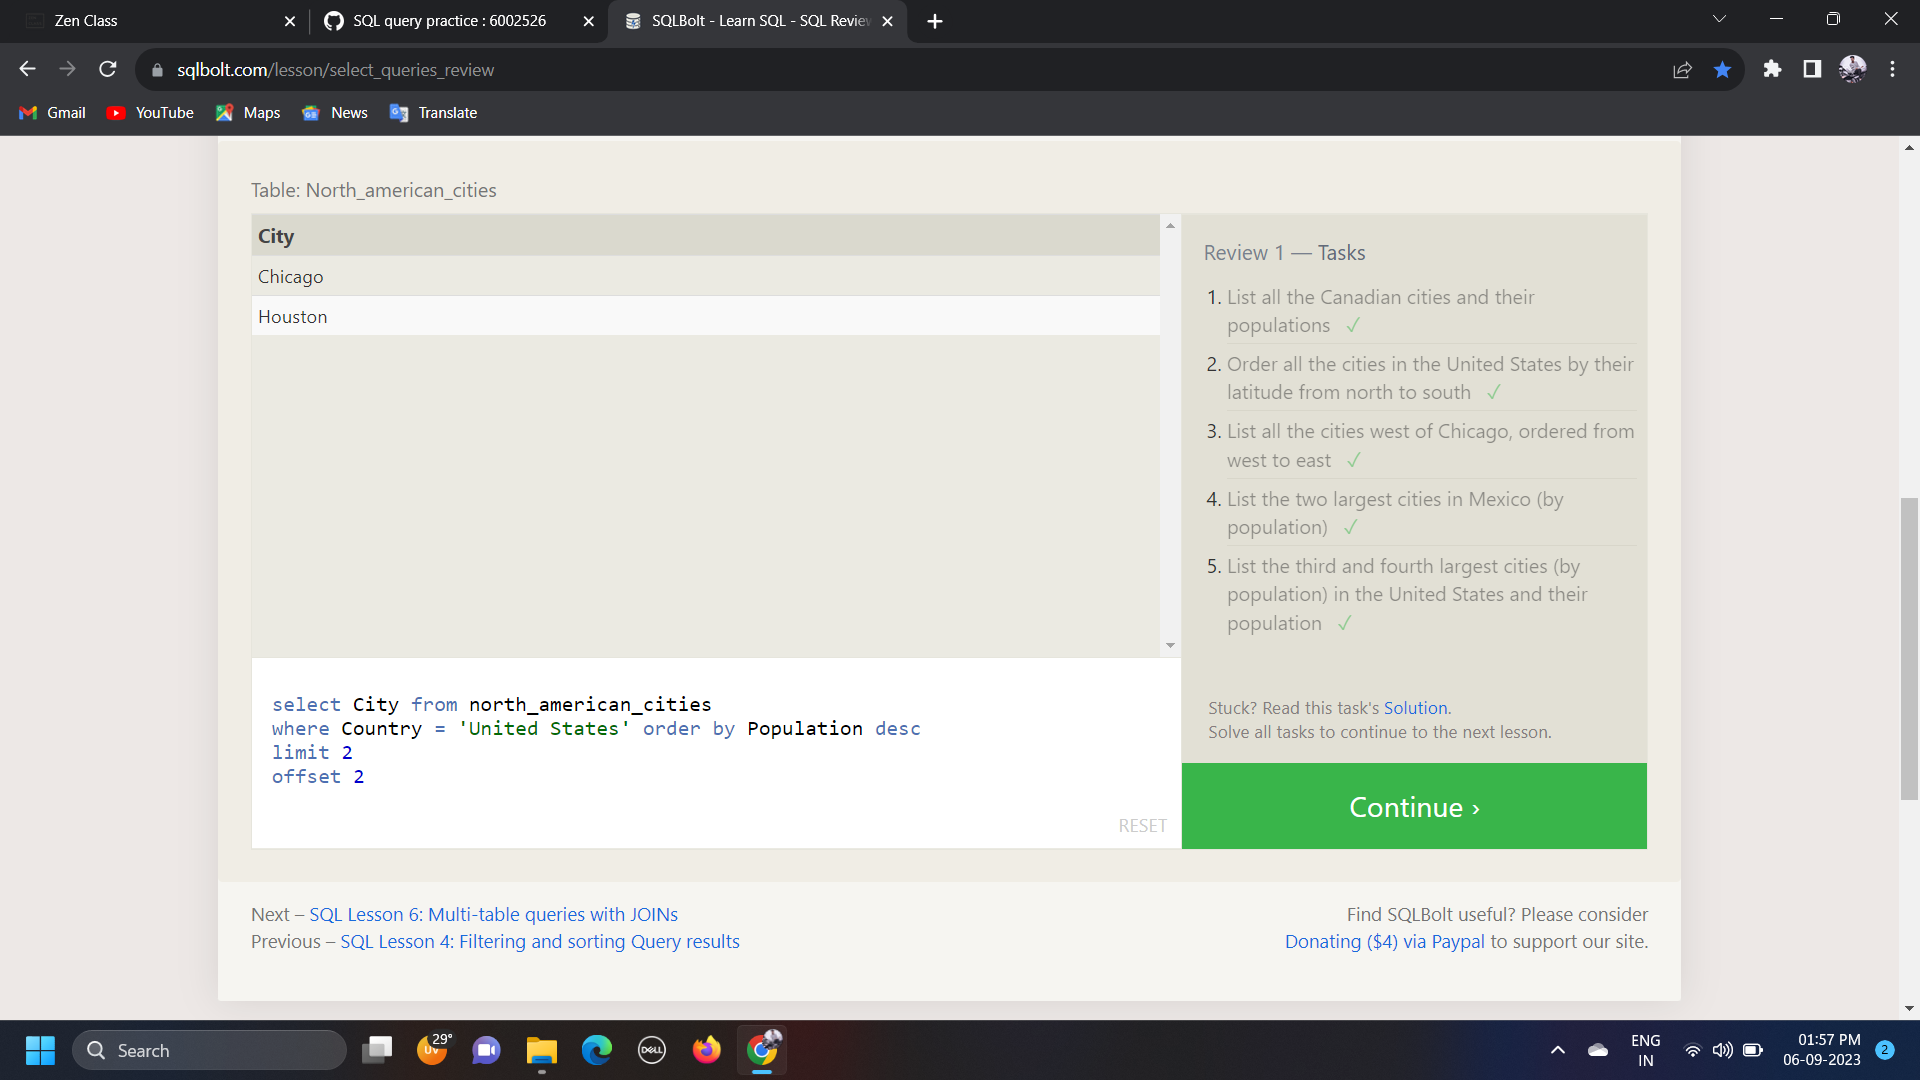 Zen Class
SQL query practice : 6002526
SQLBolt - Learn SQL - SQL Review
sqlbolt.com/lesson/select_queries_review
Gmail YouTube Maps News Translate
Table: North_american_cities
City
Chicago
Houston
select City from north_american_cities
where Country = 'United States' order by Population desc
limit 2
offset 2
RESET
Review 1 — Tasks
1. List all the Canadian cities and their
populations ✓
2. Order all the cities in the United States by their
latitude from north to south ✓
3. List all the cities west of Chicago, ordered from
west to east ✓
4. List the two largest cities in Mexico (by
population) ✓
5. List the third and fourth largest cities (by
population) in the United States and their
population ✓
Stuck? Read this task's Solution.
Solve all tasks to continue to the next lesson.
Continue ›
Next – SQL Lesson 6: Multi-table queries with JOINs
Previous – SQL Lesson 4: Filtering and sorting Query results
Find SQLBolt useful? Please consider
Donating ($4) via Paypal to support our site.
Search
29°
UV
DELL
ENG
IN
01:57 PM
06-09-2023
2